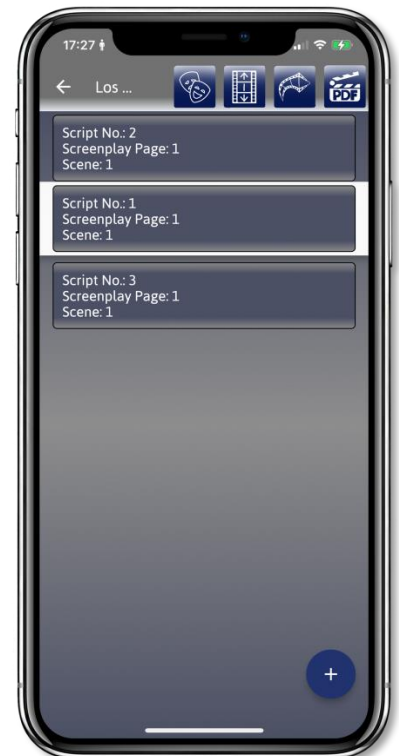 17:27
Los ...
PDF
Script No.: 2
Screenplay Page: 1
Scene: 1
Script No.: 1
Screenplay Page: 1
Scene: 1
Script No.: 3
Screenplay Page: 1
Scene: 1
+